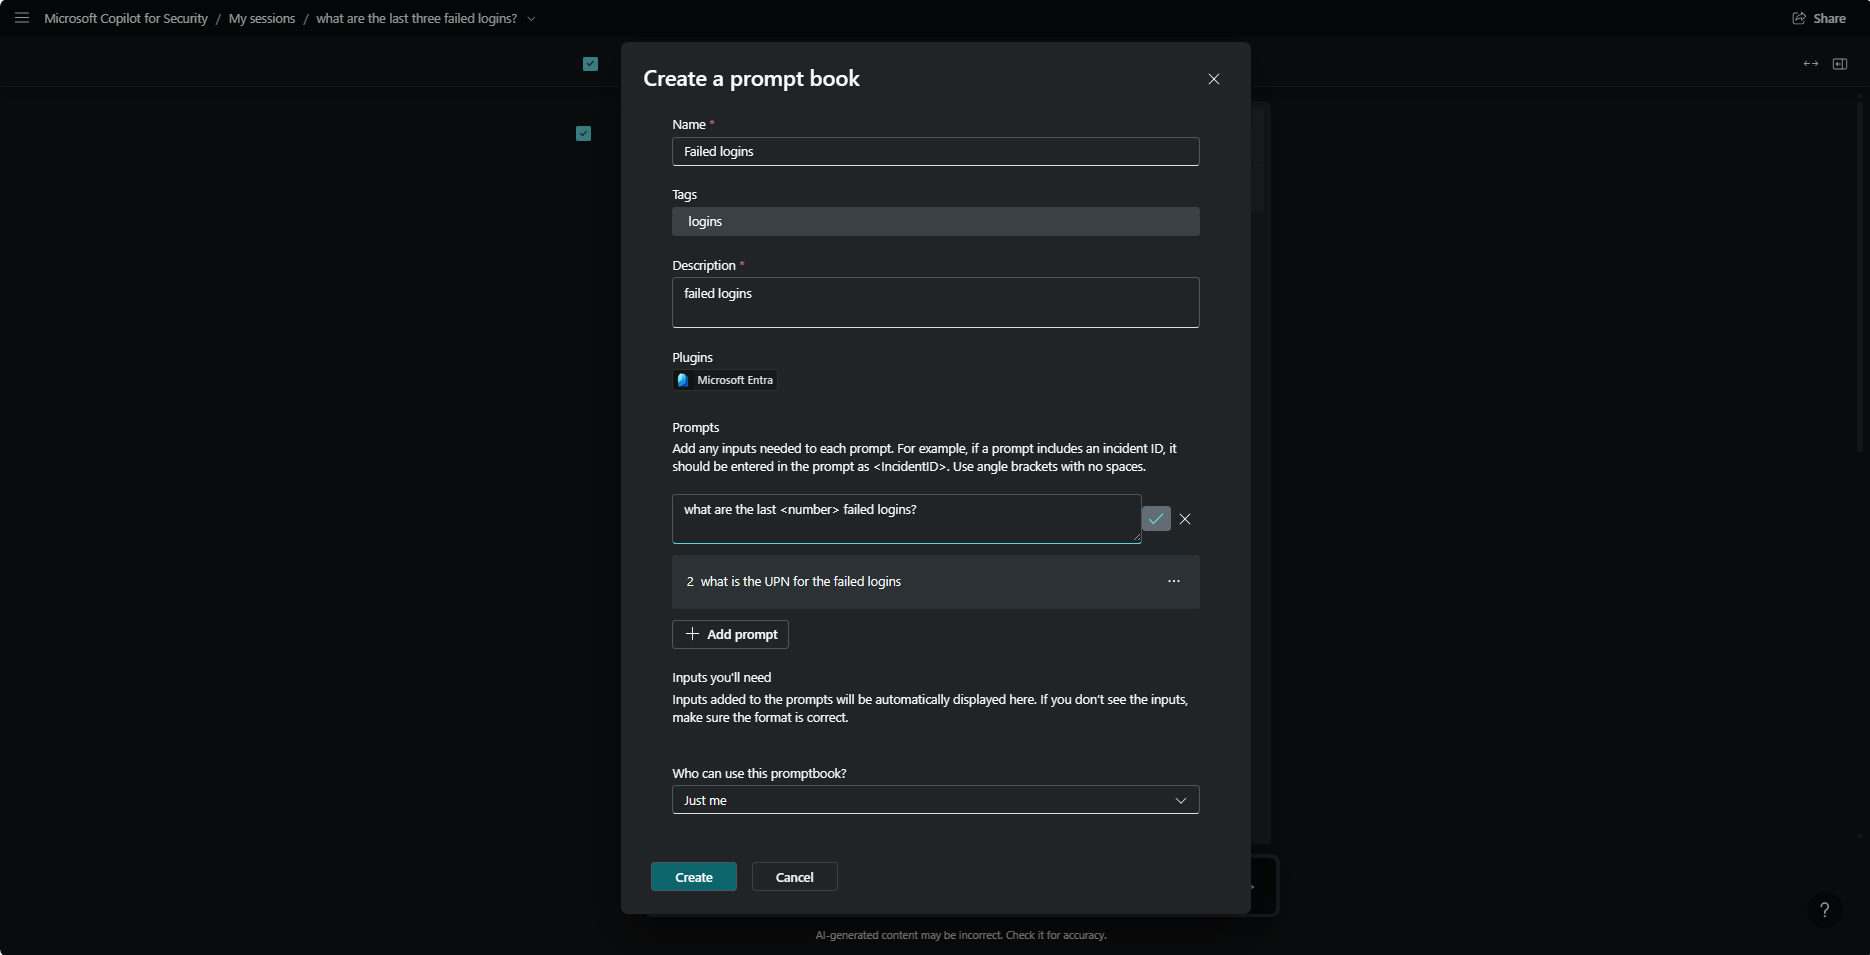 Microsoft Copilot for Security / My sessions / what are the last three failed logins?
Share
Create a prompt book
Name *
Failed logins
Tags
logins
Description *
failed logins
Plugins
Microsoft Entra
Prompts
Add any inputs needed to each prompt. For example, if a prompt includes an incident ID, it
should be entered in the prompt as <IncidentID>. Use angle brackets with no spaces.
what are the last <number> failed logins?
2 what is the UPN for the failed logins
Add prompt
Inputs you'll need
Inputs added to the prompts will be automatically displayed here. If you don’t see the inputs,
make sure the format is correct.
Who can use this promptbook?
Just me
Create
Cancel
?
AI-generated content may be incorrect. Check it for accuracy.